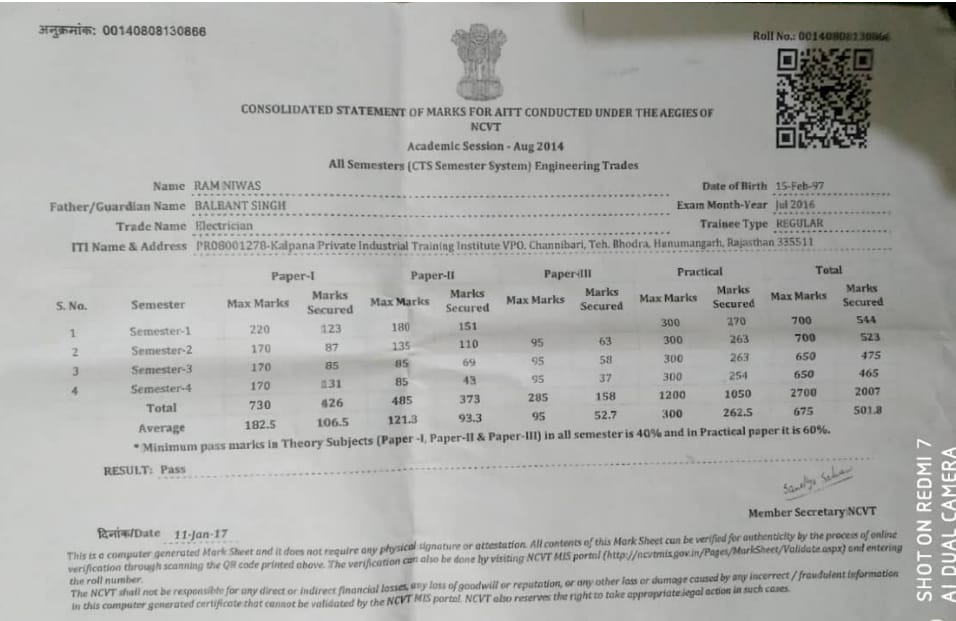 अनुक्रमांक: 00140808130866
Roll No.: 00140808130866
CONSOLIDATED STATEMENT OF MARKS FOR AITT CONDUCTED UNDER THE AEGIES OF
NCVT
Academic Session - Aug 2014
All Semesters (CTS Semester System) Engineering Trades
Name RAM NIWAS Date of Birth 15-Feb-97
Father/Guardian Name BALBANT SINGH Exam Month-Year Jul 2016
Trade Name Electrician Trainee Type REGULAR
ITI Name & Address PR08001278-Kalpana Private Industrial Training Institute VPO, Channibari, Teh. Bhodra, Hanumangarh, Rajasthan 335511
Paper-I Paper-II Paper-III Practical Total
S. No. Semester Max Marks Marks Secured Max Marks Marks Secured Max Marks Marks Secured Max Marks Marks Secured Max Marks Marks Secured
1 Semester-1 220 123 180 151 300 270 700 544
2 Semester-2 170 87 135 110 95 63 300 263 700 523
3 Semester-3 170 85 85 69 95 58 300 263 650 475
4 Semester-4 170 131 85 43 95 37 300 254 650 465
Total 730 426 485 373 285 158 1200 1050 2700 2007
Average 182.5 106.5 121.3 93.3 95 52.7 300 262.5 675 501.8
* Minimum pass marks in Theory Subjects (Paper -I, Paper-II & Paper-III) in all semester is 40% and in Practical paper it is 60%.
RESULT: Pass
Member Secretary NCVT
दिनांक/Date 11-Jan-17
This is a computer generated Mark Sheet and it does not require any physical signature or attestation. All contents of this Mark Sheet can be verified for authenticity by the process of online
verification through scanning the QR code printed above. The verification can also be done by visiting NCVT MIS portal (http://ncvtmis.gov.in/Pages/MarkSheet/Validate.aspx) and entering
the roll number.
The NCVT shall not be responsible for any direct or indirect financial losses, any loss of goodwill or reputation, or any other loss or damage caused by any incorrect / fraudulent information
in this computer generated certificate that cannot be validated by the NCVT MIS portal. NCVT also reserves the right to take appropriate legal action in such cases.
SHOT ON REDMI 7
AI DUAL CAMERA